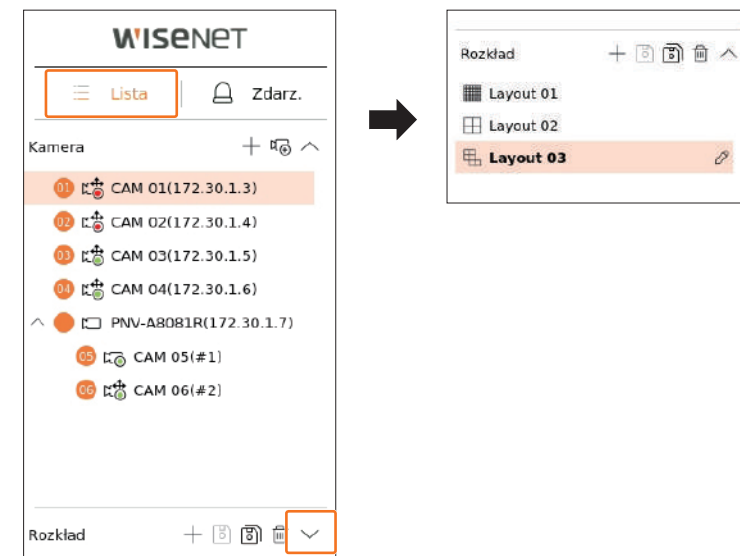 WISENET
Lista
Zdarz.
Kamera
01 CAM 01(172.30.1.3)
02 CAM 02(172.30.1.4)
03 CAM 03(172.30.1.5)
04 CAM 04(172.30.1.6)
PNV-A8081R(172.30.1.7)
05 CAM 05(#1)
06 CAM 06(#2)
Rozkład
Rozkład
Layout 01
Layout 02
Layout 03